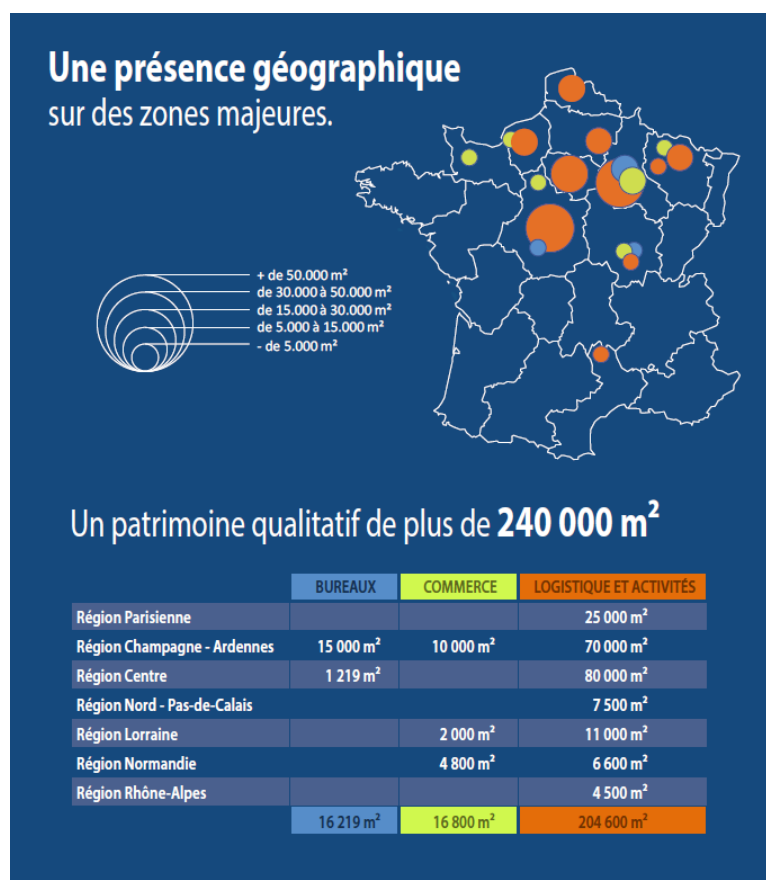 Une présence géographique
sur des zones majeures.
+ de 50.000 m²
de 30.000 à 50.000 m²
de 15.000 à 30.000 m²
de 5.000 à 15.000 m²
- de 5.000 m²
Un patrimoine qualitatif de plus de 240 000 m²
BUREAUX COMMERCE LOGISTIQUE ET ACTIVITÉS
Région Parisienne 25 000 m²
Région Champagne - Ardennes 15 000 m² 10 000 m² 70 000 m²
Région Centre 1 219 m² 80 000 m²
Région Nord - Pas-de-Calais 7 500 m²
Région Lorraine 2 000 m² 11 000 m²
Région Normandie 4 800 m² 6 600 m²
Région Rhône-Alpes 4 500 m²
16 219 m² 16 800 m² 204 600 m²